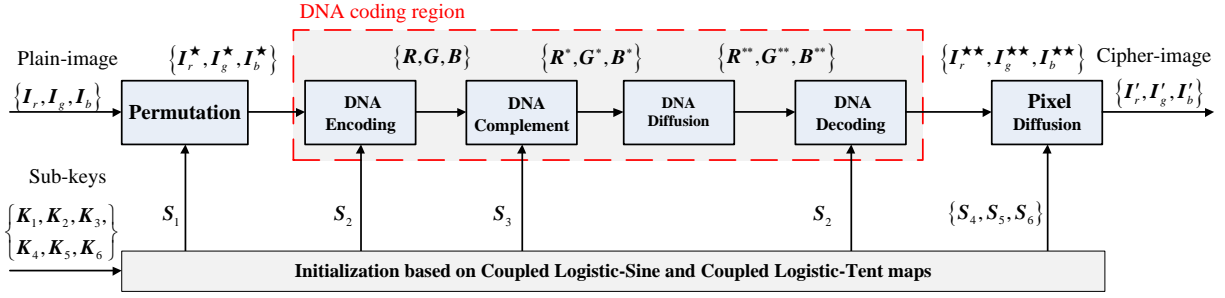 DNA coding region
Plain-image
{I_r, I_g, I_b}
{I_r^★, I_g^★, I_b^★}
{R, G, B}
{R^*, G^*, B^*}
{R^**, G^**, B^**}
{I_r^★★, I_g^★★, I_b^★★}
Cipher-image
{I'_r, I'_g, I'_b}
Permutation
DNA
Encoding
DNA
Complement
DNA
Diffusion
DNA
Decoding
Pixel
Diffusion
Sub-keys
{K_1, K_2, K_3,
K_4, K_5, K_6}
S_1
S_2
S_3
S_2
{S_4, S_5, S_6}
Initialization based on Coupled Logistic-Sine and Coupled Logistic-Tent maps